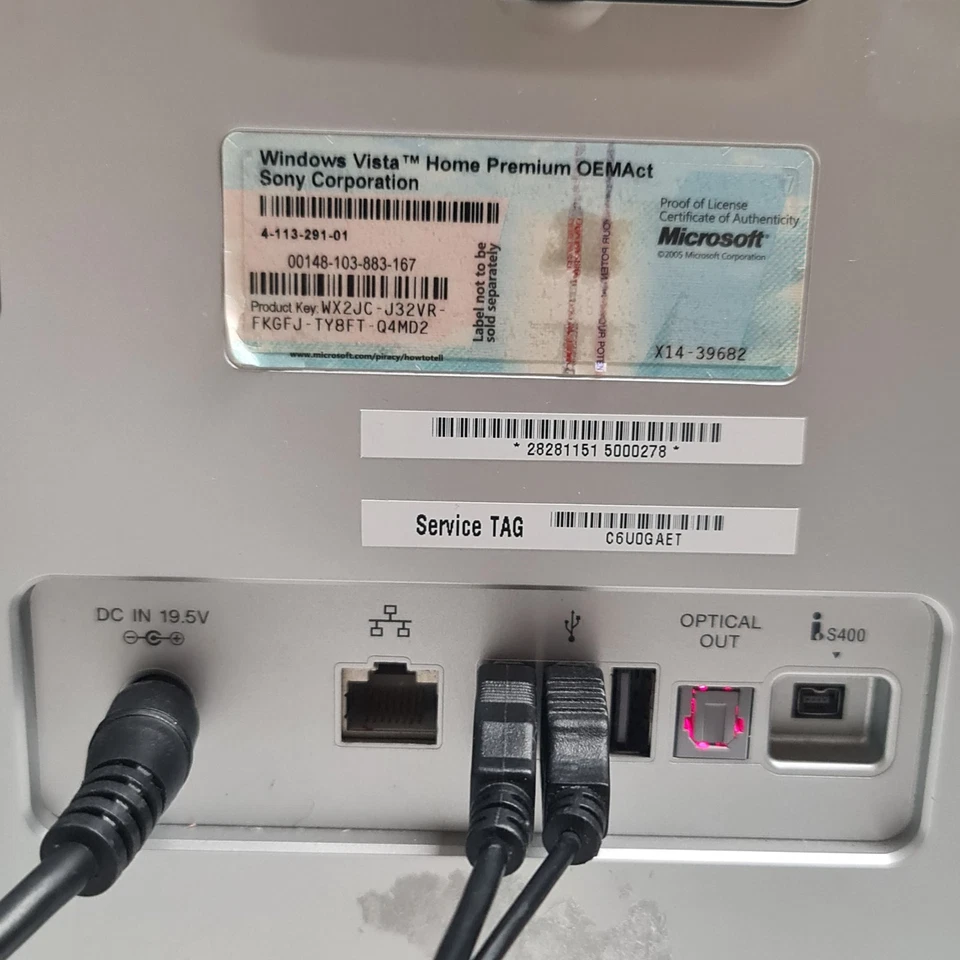 Windows Vista™ Home Premium OEMAct
Sony Corporation
4-113-291-01
00148-103-883-167
Product Key: WX2JC-J32VR-
FKGFJ-TY8FT-Q4MD2
www.microsoft.com/piracy/howtotell
Label not to be
sold separately
Proof of License
Certificate of Authenticity
Microsoft®
©2005 Microsoft Corporation
X14-39682
* 28281151 5000278 *
Service TAG
C6U0GAET
DC IN 19.5V
OPTICAL
OUT
i.S400